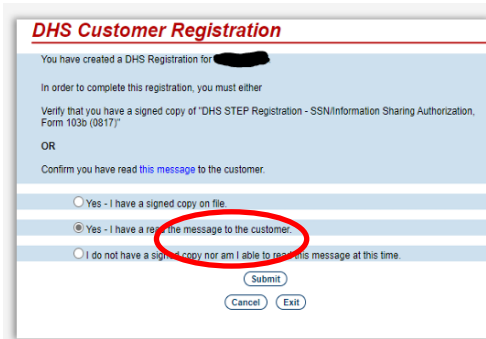 DHS Customer Registration
You have created a DHS Registration for
In order to complete this registration, you must either
Verify that you have a signed copy of "DHS STEP Registration - SSN/Information Sharing Authorization,
Form 103b (0817)"
OR
Confirm you have read this message to the customer.
Yes - I have a signed copy on file.
Yes - I have a read the message to the customer.
I do not have a signed copy nor am I able to read this message at this time.
Submit
Cancel Exit